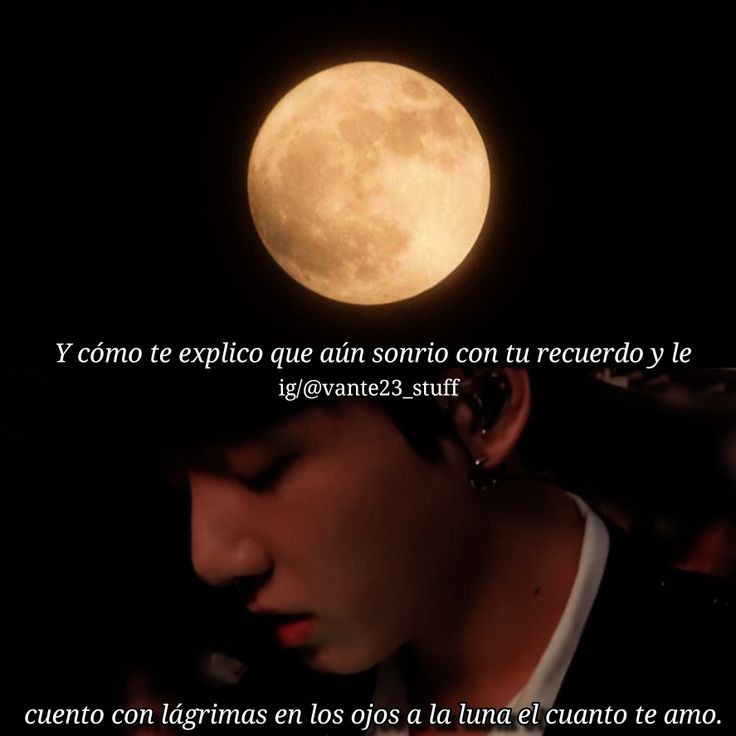 Y cómo te explico que aún sonrio con tu recuerdo y le
ig/@vante23_stuff
cuento con lágrimas en los ojos a la luna el cuanto te amo.